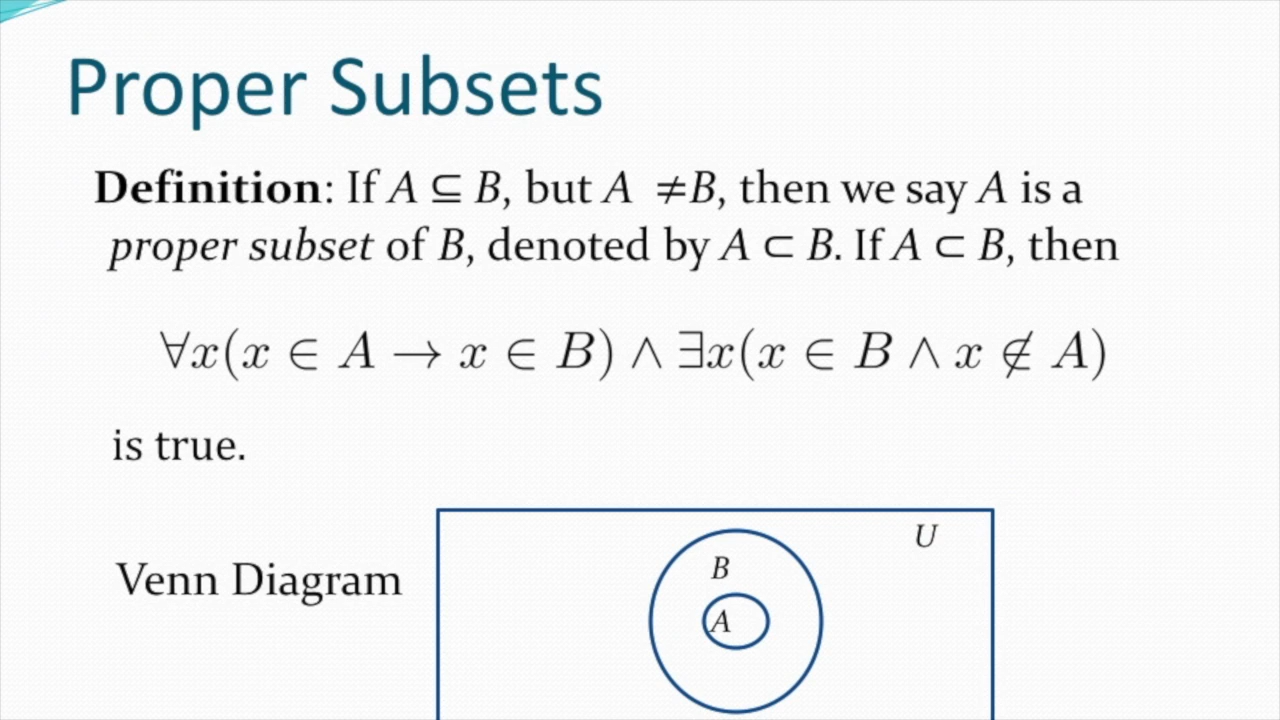 Proper Subsets
Definition: If A ⊆ B, but A ≠B, then we say A is a
proper subset of B, denoted by A ⊂ B. If A ⊂ B, then
∀x(x ∈ A → x ∈ B) ∧ ∃x(x ∈ B ∧ x ∉ A)
is true.
U
B
Venn Diagram
A